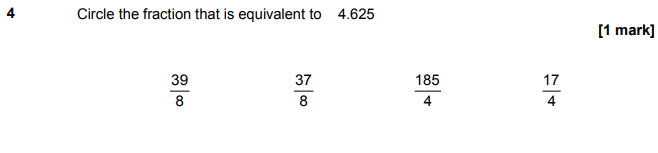 4 Circle the fraction that is equivalent to 4.625
[1 mark]
39 37 185 17
8 8 4 4